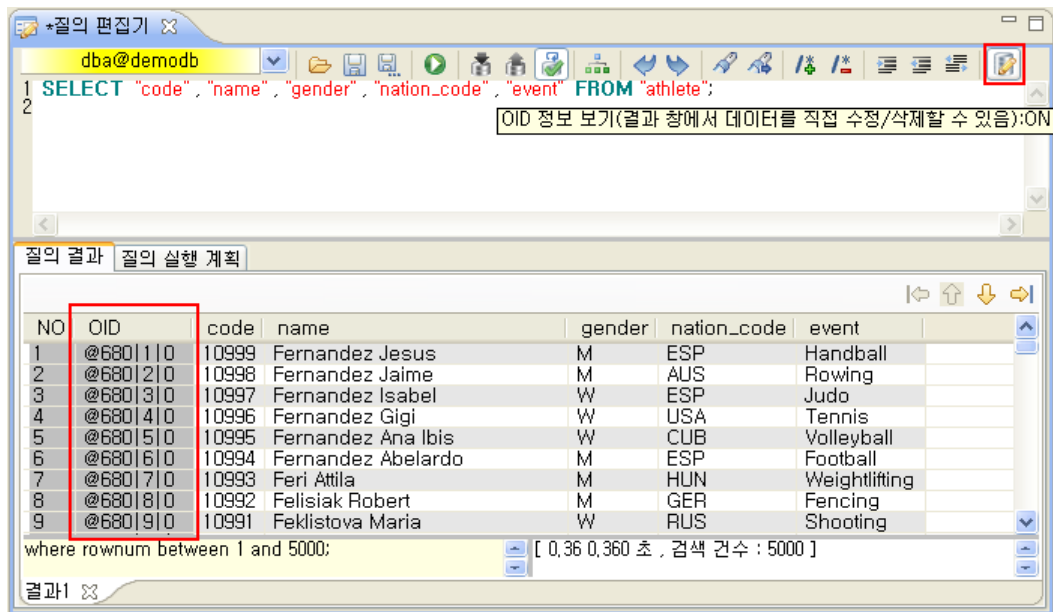 *질의 편집기
dba@demodb
1 SELECT "code" , "name" , "gender" , "nation_code" , "event" FROM "athlete";
2
OID 정보 보기(결과 창에서 데이터를 직접 수정/삭제할 수 있음):ON
질의 결과 질의 실행 계획
NO OID code name gender nation_code event
1 @680|1|0 10999 Fernandez Jesus M ESP Handball
2 @680|2|0 10998 Fernandez Jaime M AUS Rowing
3 @680|3|0 10997 Fernandez Isabel W ESP Judo
4 @680|4|0 10996 Fernandez Gigi W USA Tennis
5 @680|5|0 10995 Fernandez Ana Ibis W CUB Volleyball
6 @680|6|0 10994 Fernandez Abelardo M ESP Football
7 @680|7|0 10993 Feri Attila M HUN Weightlifting
8 @680|8|0 10992 Felisiak Robert M GER Fencing
9 @680|9|0 10991 Feklistova Maria W RUS Shooting
where rownum between 1 and 5000; [ 0,36 0,360 초 , 검색 건수 : 5000 ]
결과1